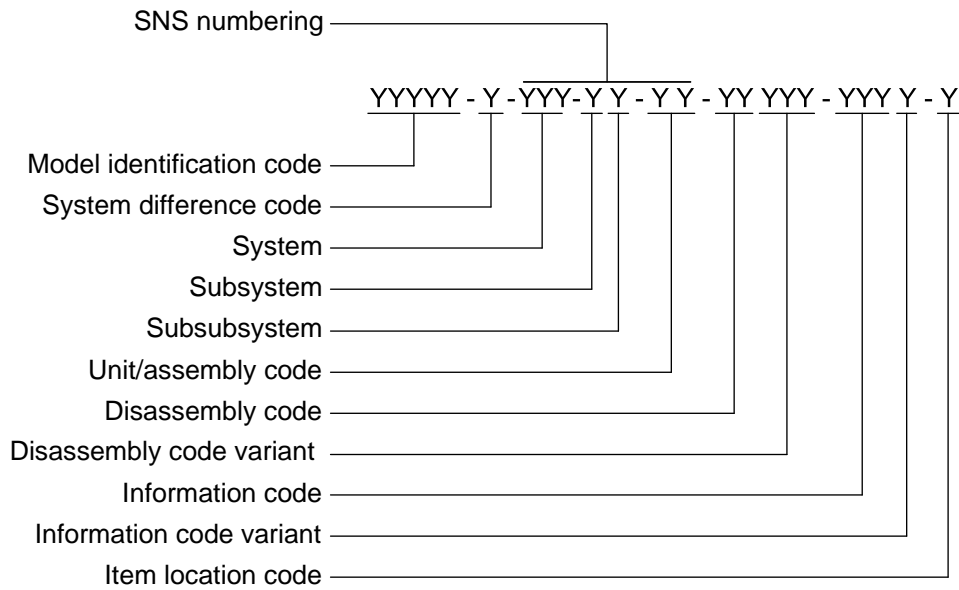 SNS numbering
YYYYY - Y - YYY - Y Y - Y Y - YY YYY - YYY Y - Y
Model identification code
System difference code
System
Subsystem
Subsubsystem
Unit/assembly code
Disassembly code
Disassembly code variant
Information code
Information code variant
Item location code